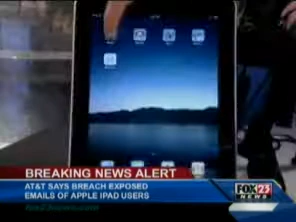 BREAKING NEWS ALERT
AT&T SAYS BREACH EXPOSED
EMAILS OF APPLE IPAD USERS
FOX 23
NEWS